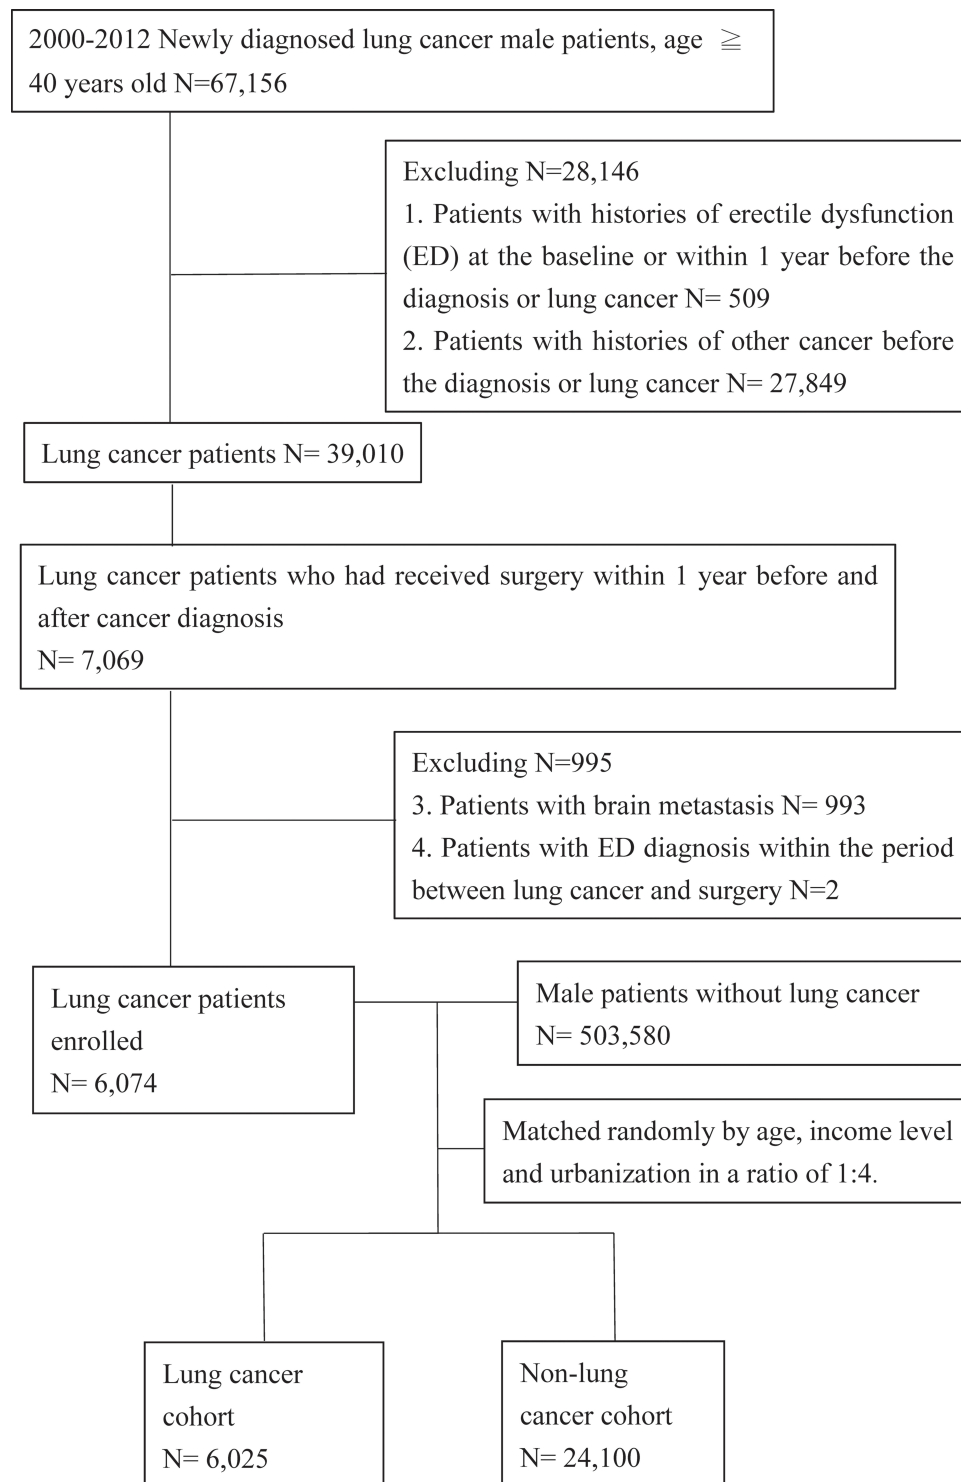 2000-2012 Newly diagnosed lung cancer male patients, age ≧
40 years old N=67,156
Excluding N=28,146
1. Patients with histories of erectile dysfunction
(ED) at the baseline or within 1 year before the
diagnosis or lung cancer N= 509
2. Patients with histories of other cancer before
the diagnosis or lung cancer N= 27,849
Lung cancer patients N= 39,010
Lung cancer patients who had received surgery within 1 year before and
after cancer diagnosis
N= 7,069
Excluding N=995
3. Patients with brain metastasis N= 993
4. Patients with ED diagnosis within the period
between lung cancer and surgery N=2
Lung cancer patients
enrolled
N= 6,074
Male patients without lung cancer
N= 503,580
Matched randomly by age, income level
and urbanization in a ratio of 1:4.
Lung cancer
cohort
N= 6,025
Non-lung
cancer cohort
N= 24,100